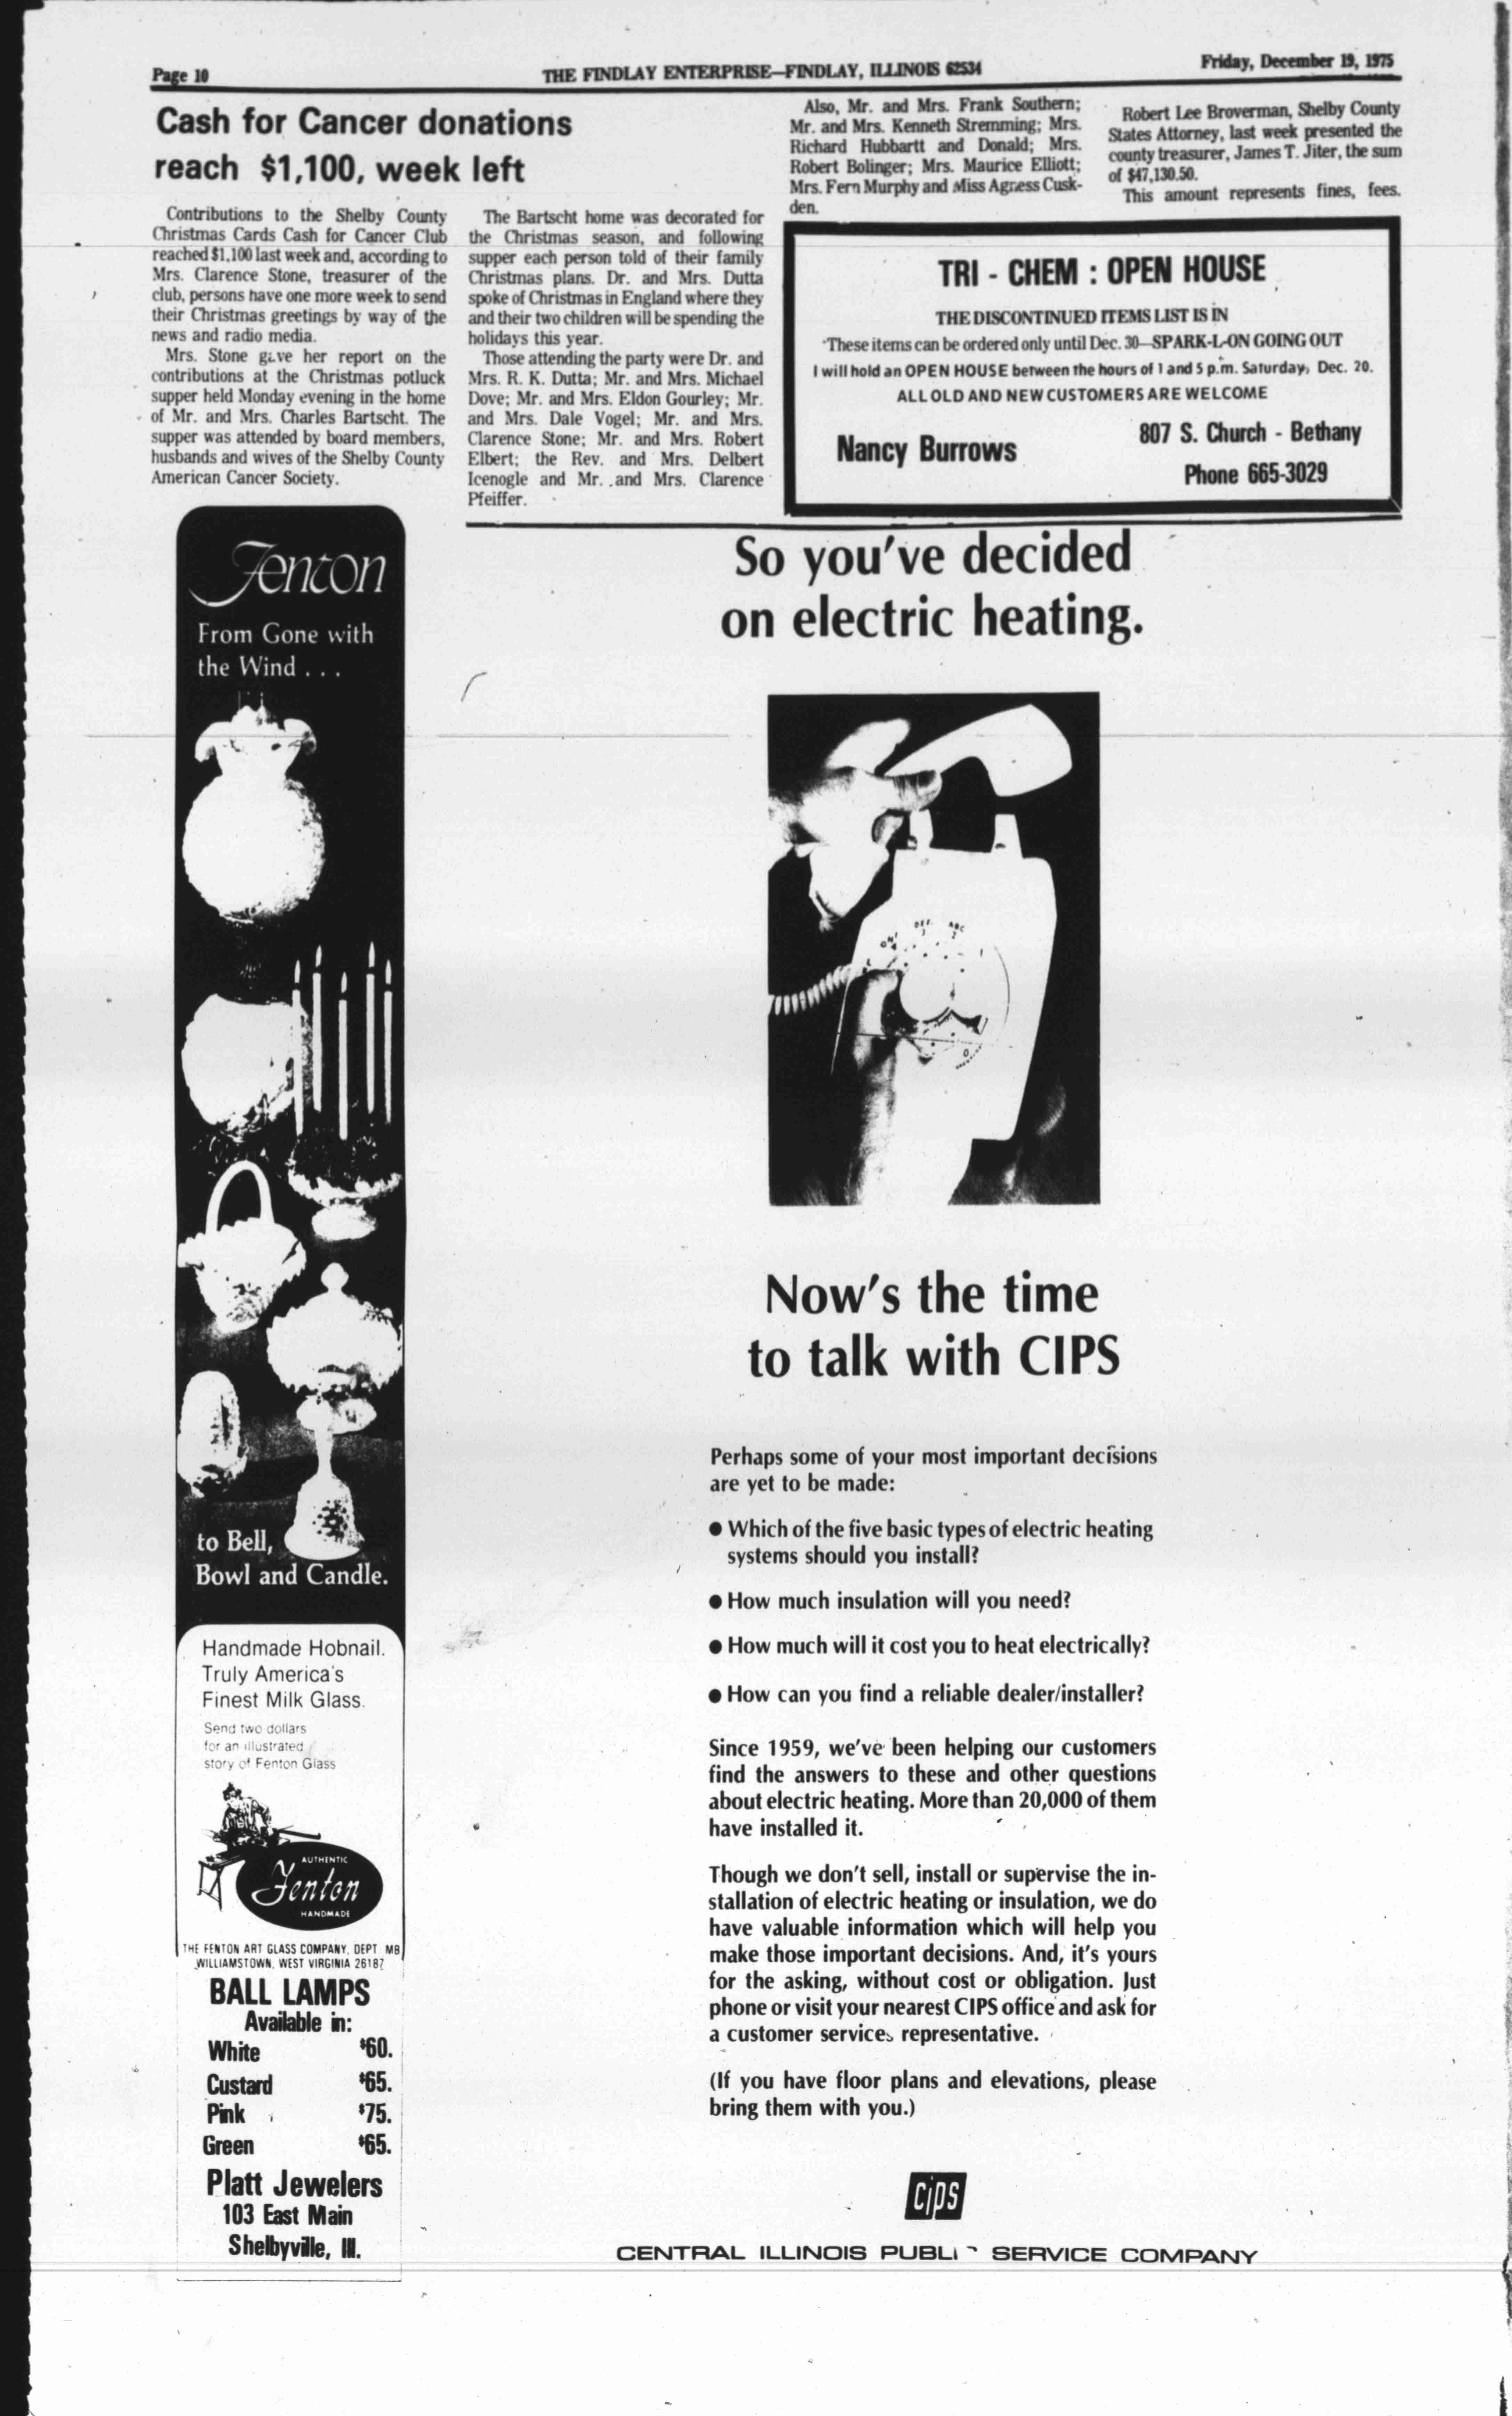 Page 10
THE FINDLAY ENTERPRISE—FINDLAY, ILLINOIS 62534
Friday, December 19, 1975
Cash for Cancer donations
reach $1,100, week left
Contributions to the Shelby County
Christmas Cards Cash for Cancer Club
reached $1,100 last week and, according to
Mrs. Clarence Stone, treasurer of the
club, persons have one more week to send
their Christmas greetings by way of the
news and radio media.
Mrs. Stone gave her report on the
contributions at the Christmas potluck
supper held Monday evening in the home
of Mr. and Mrs. Charles Bartscht. The
supper was attended by board members,
husbands and wives of the Shelby County
American Cancer Society.
The Bartscht home was decorated for
the Christmas season, and following
supper each person told of their family
Christmas plans. Dr. and Mrs. Dutta
spoke of Christmas in England where they
and their two children will be spending the
holidays this year.
Those attending the party were Dr. and
Mrs. R. K. Dutta; Mr. and Mrs. Michael
Dove; Mr. and Mrs. Eldon Gourley; Mr.
and Mrs. Dale Vogel; Mr. and Mrs.
Clarence Stone; Mr. and Mrs. Robert
Elbert; the Rev. and Mrs. Delbert
Icenogle and Mr. and Mrs. Clarence
Pfeiffer.
Also, Mr. and Mrs. Frank Southern;
Mr. and Mrs. Kenneth Stremming; Mrs.
Richard Hubbartt and Donald; Mrs.
Robert Bolinger; Mrs. Maurice Elliott;
Mrs. Fern Murphy and Miss Agness Cusk-
den.
Robert Lee Broverman, Shelby County
States Attorney, last week presented the
county treasurer, James T. Jiter, the sum
of $47,130.50.
This amount represents fines, fees.
TRI - CHEM : OPEN HOUSE
THE DISCONTINUED ITEMS LIST IS IN
These items can be ordered only until Dec. 30—SPARK-L-ON GOING OUT
I will hold an OPEN HOUSE between the hours of 1 and 5 p.m. Saturday, Dec. 20.
ALL OLD AND NEW CUSTOMERS ARE WELCOME
Nancy Burrows
807 S. Church - Bethany
Phone 665-3029
Fenton
From Gone with
the Wind . . .
to Bell,
Bowl and Candle.
Handmade Hobnail.
Truly America's
Finest Milk Glass.
Send two dollars
for an illustrated
story of Fenton Glass
AUTHENTIC
Fenton
HANDMADE
THE FENTON ART GLASS COMPANY, DEPT MB
WILLIAMSTOWN, WEST VIRGINIA 26187
BALL LAMPS
Available in:
White $60.
Custard $65.
Pink $75.
Green $65.
Platt Jewelers
103 East Main
Shelbyville, Ill.
So you've decided
on electric heating.
DEF ABC
3 2
0
Now's the time
to talk with CIPS
Perhaps some of your most important decisions
are yet to be made:
● Which of the five basic types of electric heating
systems should you install?
● How much insulation will you need?
● How much will it cost you to heat electrically?
● How can you find a reliable dealer/installer?
Since 1959, we've been helping our customers
find the answers to these and other questions
about electric heating. More than 20,000 of them
have installed it.
Though we don't sell, install or supervise the in-
stallation of electric heating or insulation, we do
have valuable information which will help you
make those important decisions. And, it's yours
for the asking, without cost or obligation. Just
phone or visit your nearest CIPS office and ask for
a customer services representative.
(If you have floor plans and elevations, please
bring them with you.)
CIPS
CENTRAL ILLINOIS PUBLI SERVICE COMPANY